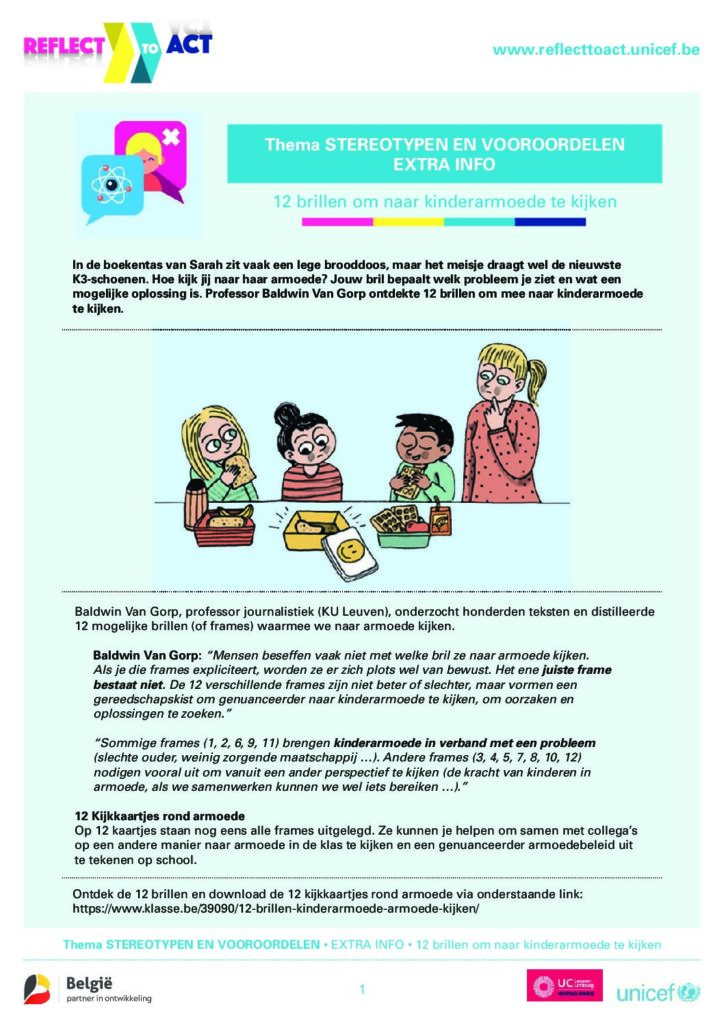 REFLECT TO ACT
www.reflecttoact.unicef.be
Thema STEREOTYPEN EN VOOROORDELEN
EXTRA INFO
12 brillen om naar kinderarmoede te kijken
In de boekentas van Sarah zit vaak een lege brooddoos, maar het meisje draagt wel de nieuwste
K3-schoenen. Hoe kijk jij naar haar armoede? Jouw bril bepaalt welk probleem je ziet en wat een
mogelijke oplossing is. Professor Baldwin Van Gorp ontdekte 12 brillen om mee naar kinderarmoede
te kijken.
Baldwin Van Gorp, professor journalistiek (KU Leuven), onderzocht honderden teksten en distilleerde
12 mogelijke brillen (of frames) waarmee we naar armoede kijken.
Baldwin Van Gorp: “Mensen beseffen vaak niet met welke bril ze naar armoede kijken.
Als je die frames expliciteert, worden ze er zich plots wel van bewust. Het ene juiste frame
bestaat niet. De 12 verschillende frames zijn niet beter of slechter, maar vormen een
gereedschapskist om genuanceerder naar kinderarmoede te kijken, om oorzaken en
oplossingen te zoeken.”
“Sommige frames (1, 2, 6, 9, 11) brengen kinderarmoede in verband met een probleem
(slechte ouder, weinig zorgende maatschappij …). Andere frames (3, 4, 5, 7, 8, 10, 12)
nodigen vooral uit om vanuit een ander perspectief te kijken (de kracht van kinderen in
armoede, als we samenwerken kunnen we wel iets bereiken …).”
12 Kijkkaartjes rond armoede
Op 12 kaartjes staan nog eens alle frames uitgelegd. Ze kunnen je helpen om samen met collega’s
op een andere manier naar armoede in de klas te kijken en een genuanceerder armoedebeleid uit
te tekenen op school.
Ontdek de 12 brillen en download de 12 kijkkaartjes rond armoede via onderstaande link:
https://www.klasse.be/39090/12-brillen-kinderarmoede-armoede-kijken/
Thema STEREOTYPEN EN VOOROORDELEN • EXTRA INFO • 12 brillen om naar kinderarmoede te kijken
België
partner in ontwikkeling
1
UC
MOVING MINDS
unicef